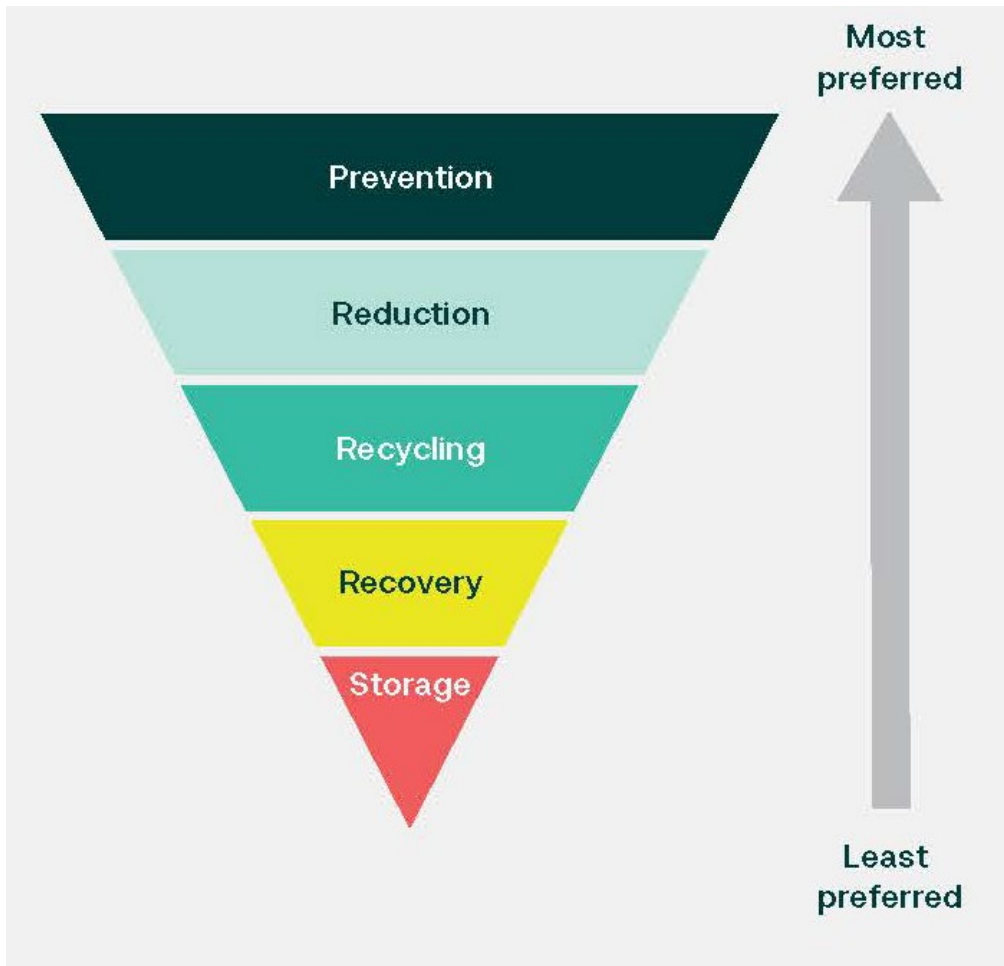 Most
preferred
Prevention
Reduction
Recycling
Recovery
Storage
Least
preferred